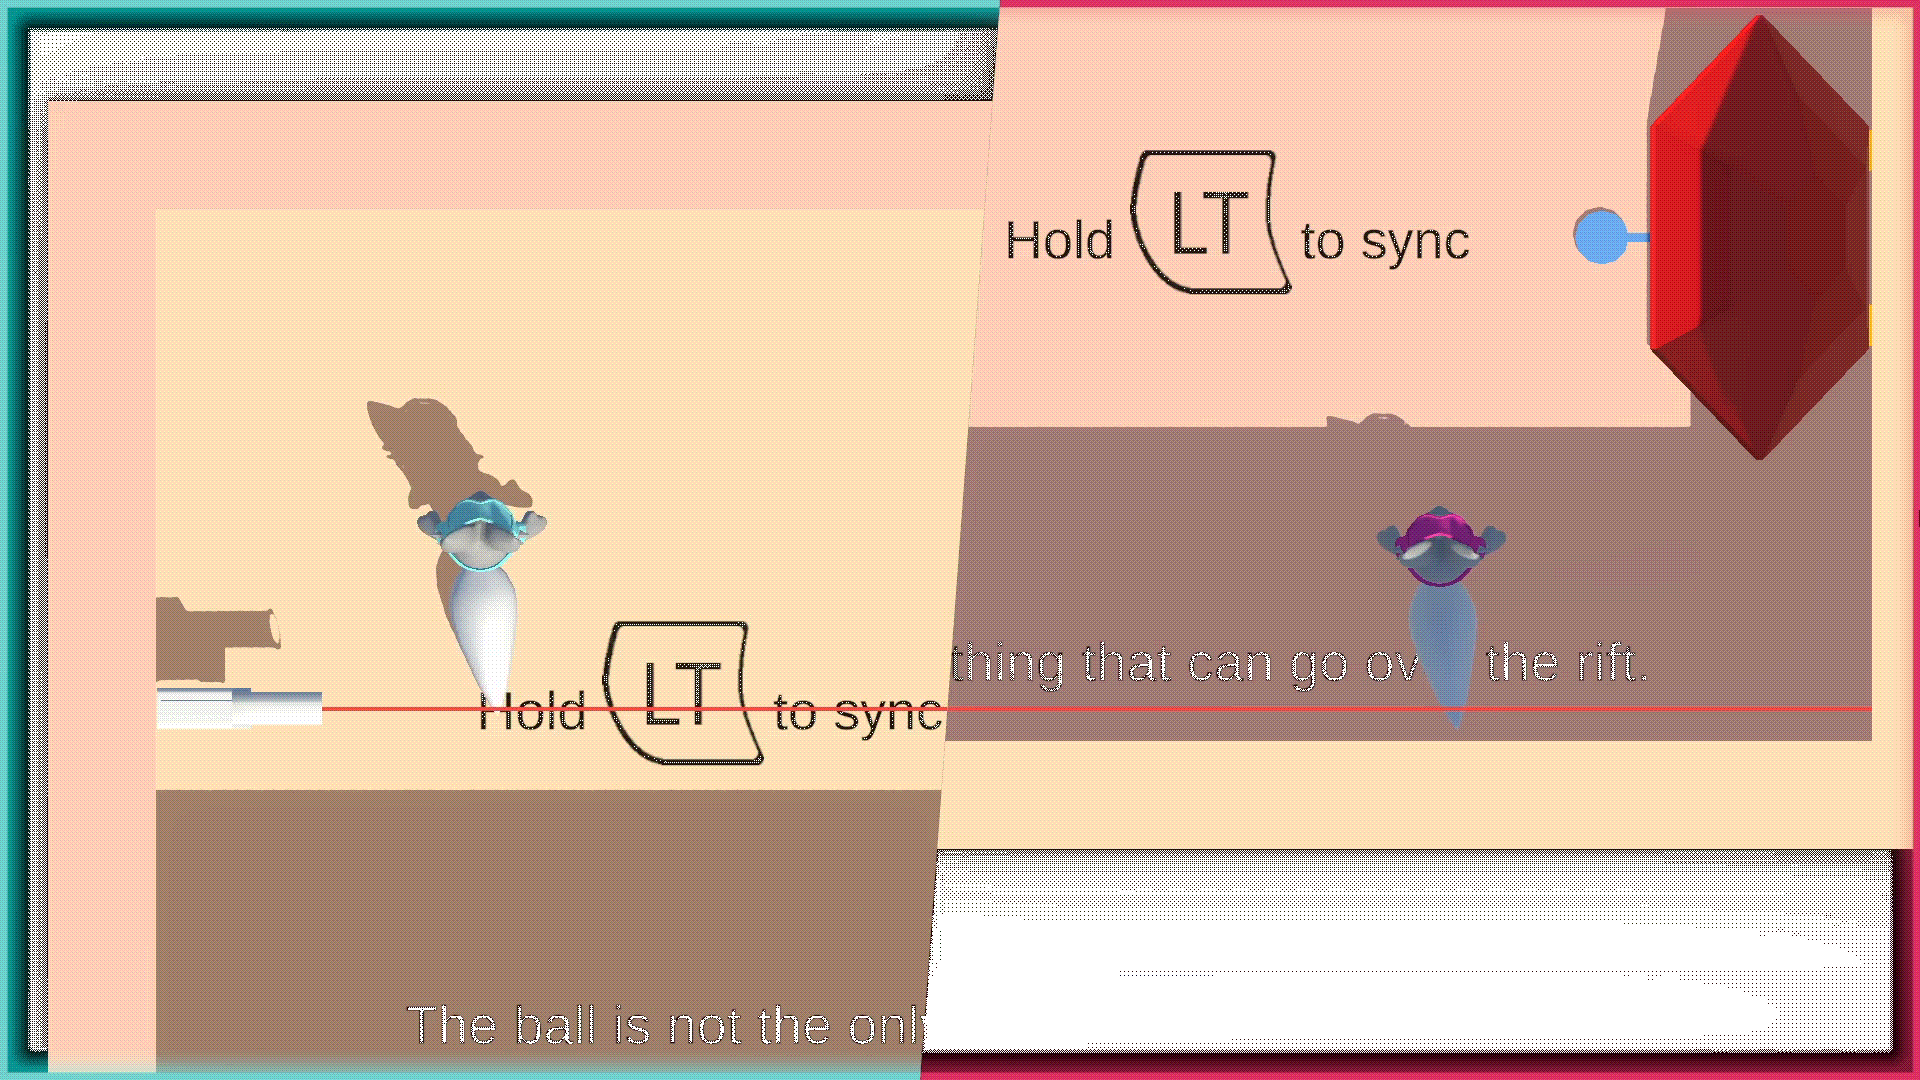 Hold LT to sync
thing that can go ov the rift.
Hold LT to sync
The ball is not the only